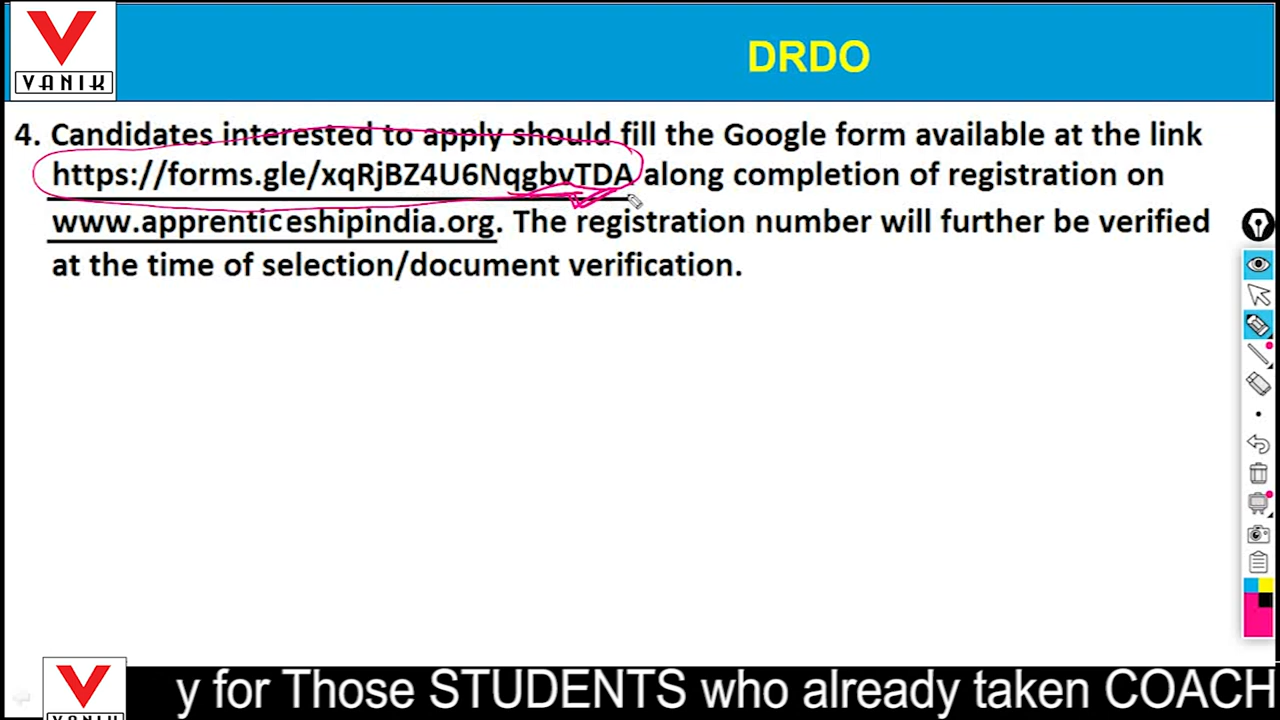 VANIK
DRDO
4. Candidates interested to apply should fill the Google form available at the link
https://forms.gle/xqRjBZ4U6NqgbvTDA along completion of registration on
www.apprenticeshipindia.org. The registration number will further be verified
at the time of selection/document verification.
y for Those STUDENTS who already taken COACH